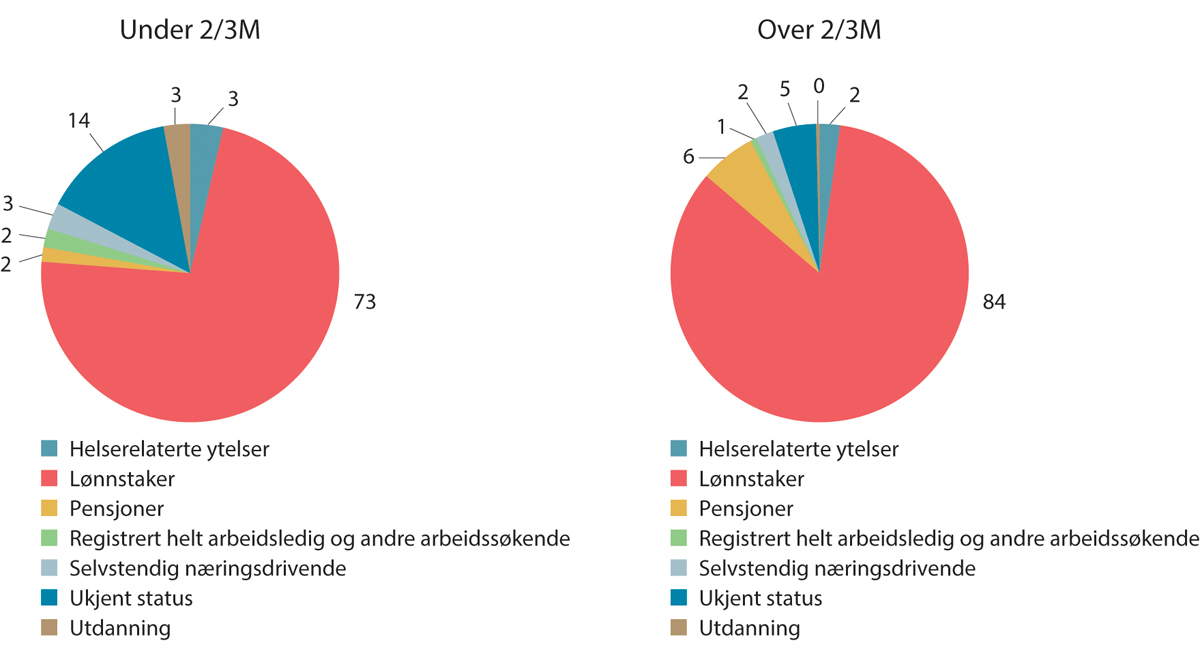 Under 2/3M
3
3
14
3
2
2
73
Helserelaterte ytelser
Lønnstaker
Pensjoner
Registrert helt arbeidsledig og andre arbeidssøkende
Selvstendig næringsdrivende
Ukjent status
Utdanning
Over 2/3M
0
2
5
2
1
6
84
Helserelaterte ytelser
Lønnstaker
Pensjoner
Registrert helt arbeidsledig og andre arbeidssøkende
Selvstendig næringsdrivende
Ukjent status
Utdanning